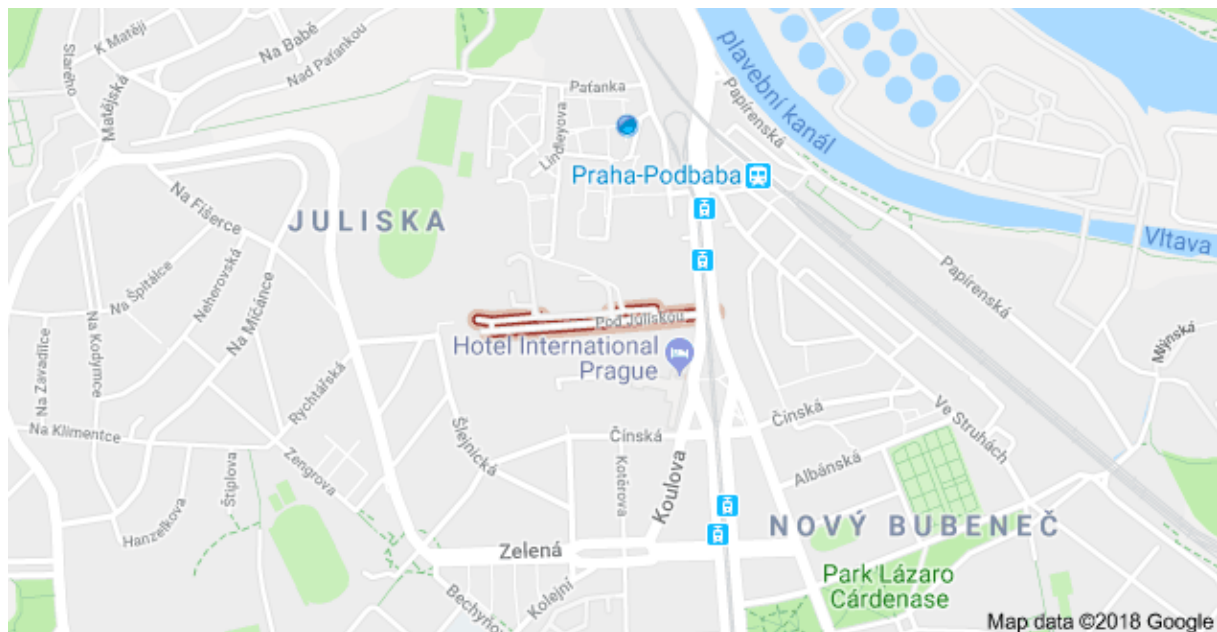 K Matěji
Na Babě
Nad Paťankou
Starého
Matějská
Paťanka
Lindleyova
plavební kanál
Papírenská
Praha-Podbaba
Na Fišerce
JULISKA
Vltava
Na Špitálce
Neherovská
Na Míčánce
Papírenská
Na Zavadilce
Na Kodymce
Pod Juliskou
Hotel International
Prague
Mlýnská
Rychtářská
Šlejnická
Čínská
Ve Struhách
Na Klimentce
Čínská
Zengrova
Štiplova
Kotěrova
Koulova
Albánská
Hanzelkova
NOVÝ BUBENEČ
Zelená
Kolejní
Park Lázaro
Cárdenase
Map data ©2018 Google